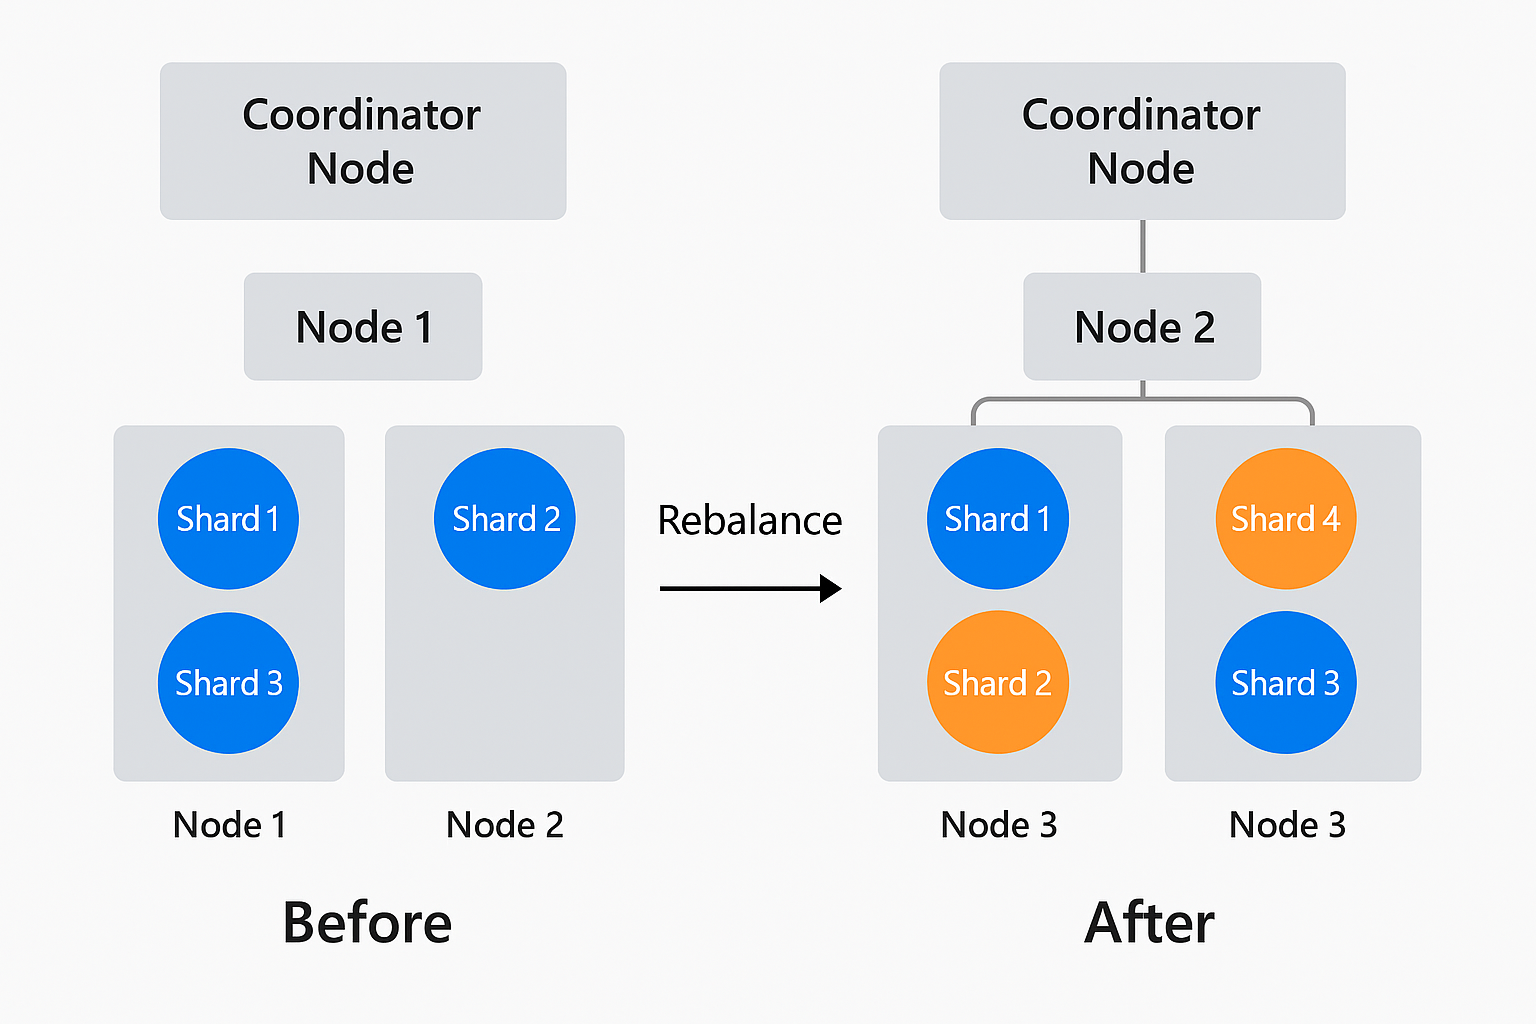 Coordinator
Node
Node 1
Shard 1
Shard 3
Shard 2
Node 1
Node 2
Before
Rebalance
Coordinator
Node
Node 2
Shard 1
Shard 2
Shard 4
Shard 3
Node 3
Node 3
After